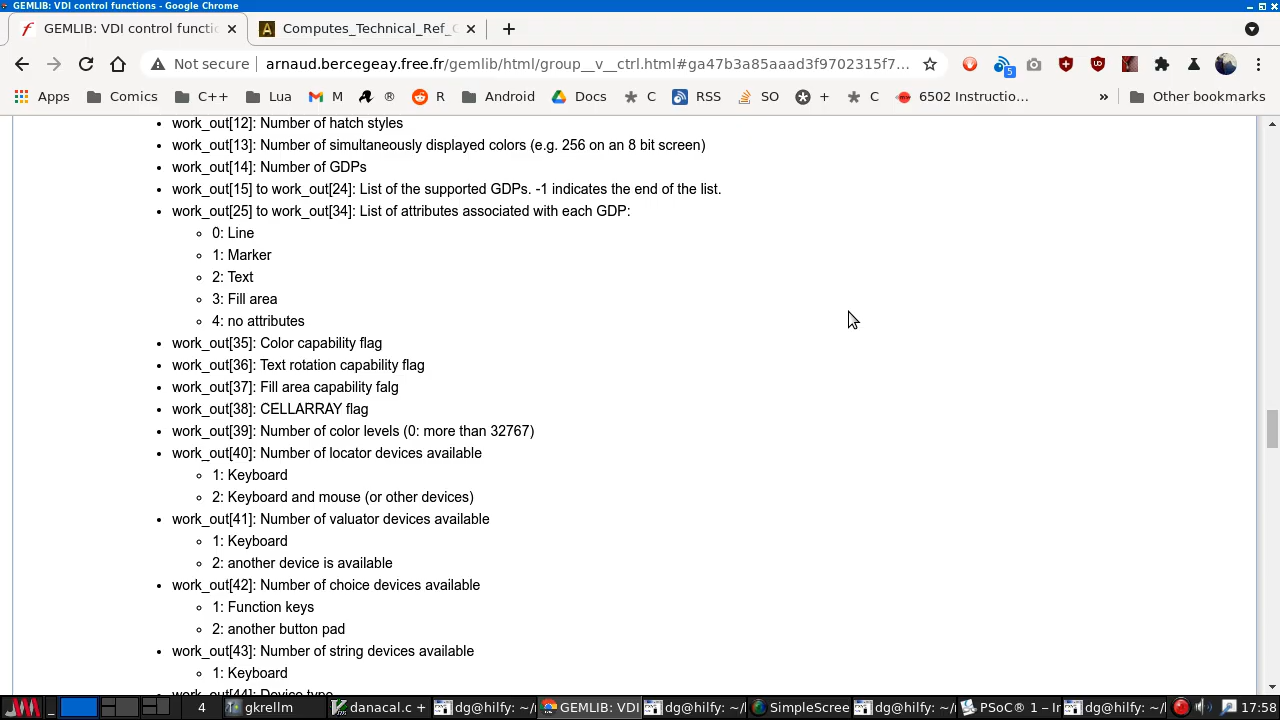 GEMLIB: VDI control functions - Google Chrome
GEMLIB: VDI control functi
Computes_Technical_Ref_
Not secure
arnaud.bercegeay.free.fr/gemlib/html/group__v__ctrl.html#ga47b3a85aaad3f9702315f7...
5
Apps Comics C++ Lua M ® R Android Docs C RSS SO + C 6502 Instructio... » Other bookmarks
work_out[12]: Number of hatch styles
work_out[13]: Number of simultaneously displayed colors (e.g. 256 on an 8 bit screen)
work_out[14]: Number of GDPs
work_out[15] to work_out[24]: List of the supported GDPs. -1 indicates the end of the list.
work_out[25] to work_out[34]: List of attributes associated with each GDP:
0: Line
1: Marker
2: Text
3: Fill area
4: no attributes
work_out[35]: Color capability flag
work_out[36]: Text rotation capability flag
work_out[37]: Fill area capability falg
work_out[38]: CELLARRAY flag
work_out[39]: Number of color levels (0: more than 32767)
work_out[40]: Number of locator devices available
1: Keyboard
2: Keyboard and mouse (or other devices)
work_out[41]: Number of valuator devices available
1: Keyboard
2: another device is available
work_out[42]: Number of choice devices available
1: Function keys
2: another button pad
work_out[43]: Number of string devices available
1: Keyboard
work_out[44]: Device type
4 gkrellm danacal.c + dg@hilfy: ~/ GEMLIB: VDI dg@hilfy: ~/ SimpleScree dg@hilfy: ~/ PSoC® 1 – In dg@hilfy: ~/ 17:58